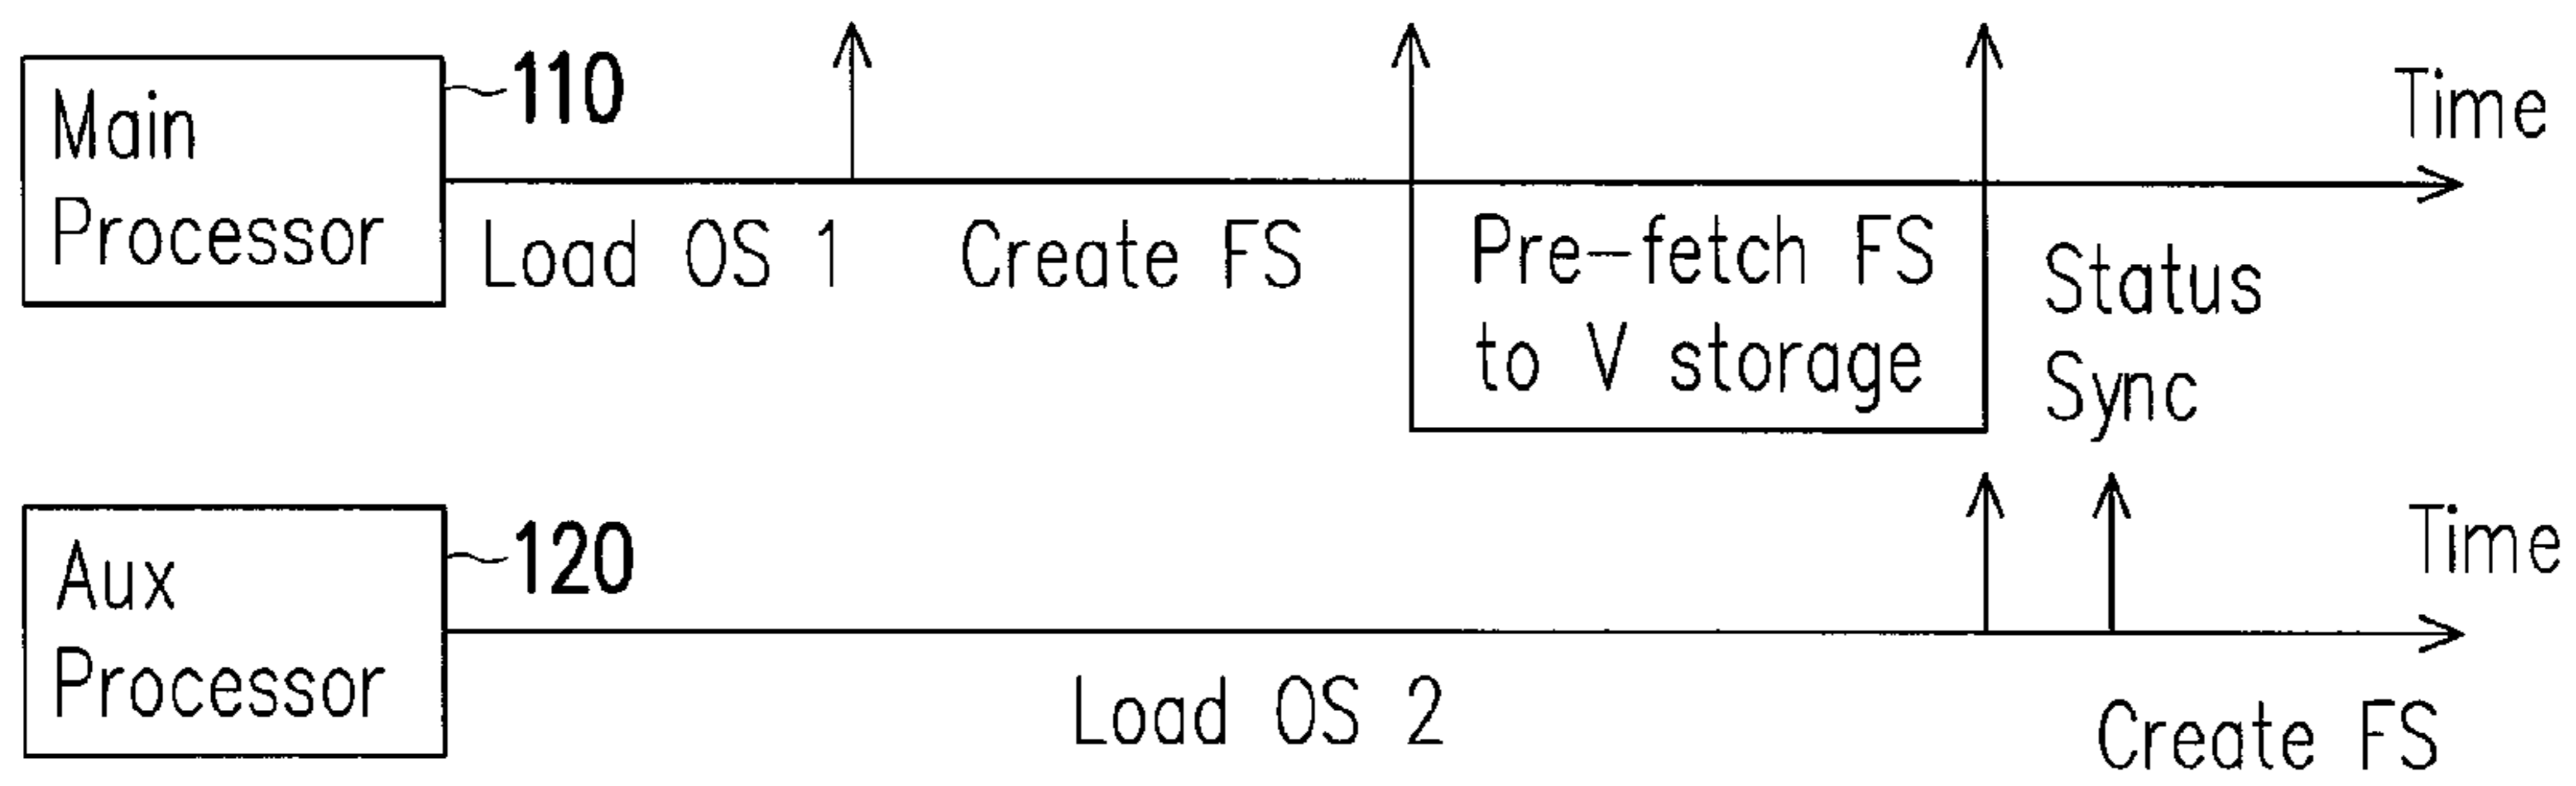 Main
Processor
110
Time
Load OS 1
Create FS
Pre-fetch FS
to V storage
Status
Sync
Aux
Processor
120
Time
Load OS 2
Create FS